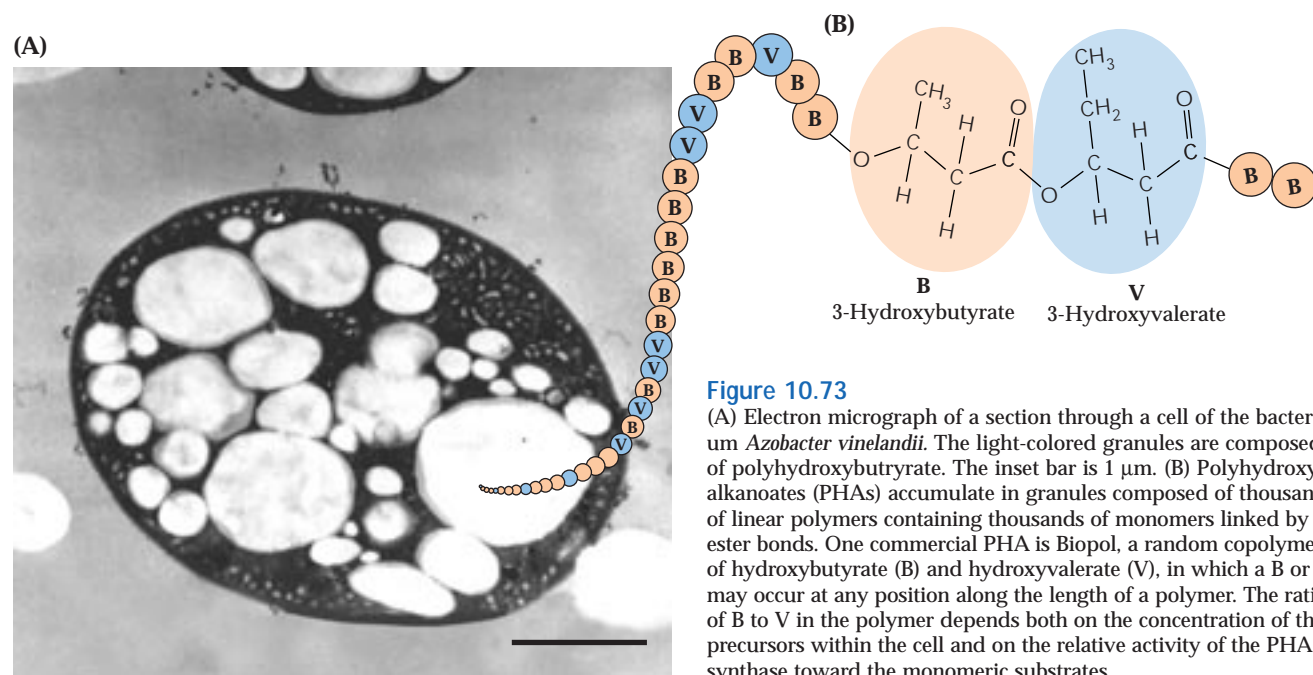 (A)
(B)
B
V
B
B
B
V
V
B
B
B
B
B
B
V
V
B
V
B
V
CH3
O
H
O
C
C
C
H
H
CH3
CH2
O
H
O
C
C
C
H
H
B
B
B
V
3-Hydroxybutyrate
3-Hydroxyvalerate
Figure 10.73
(A) Electron micrograph of a section through a cell of the bacter
um Azobacter vinelandii. The light-colored granules are composed
of polyhydroxybutryrate. The inset bar is 1 μm. (B) Polyhydroxy
alkanoates (PHAs) accumulate in granules composed of thousan
of linear polymers containing thousands of monomers linked by
ester bonds. One commercial PHA is Biopol, a random copolyme
of hydroxybutyrate (B) and hydroxyvalerate (V), in which a B or
may occur at any position along the length of a polymer. The rati
of B to V in the polymer depends both on the concentration of th
precursors within the cell and on the relative activity of the PHA
synthase toward the monomeric substrates.